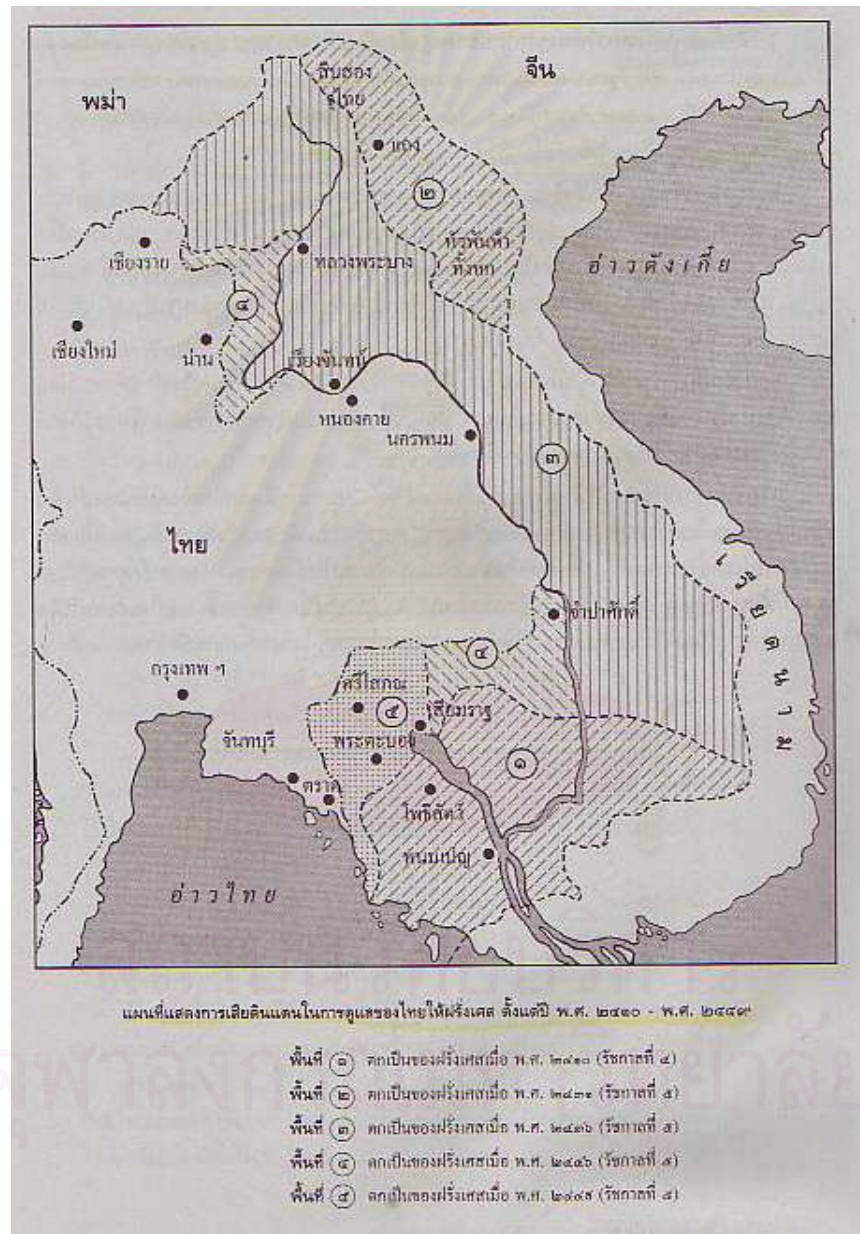 จีน
พม่า
สิบสอง
จุไทย
แถง
๒
หัวพันห้า
ทั้งหก
อ่าวตังเกี๋ย
เชียงราย
หลวงพระบาง
๔
เชียงใหม่
น่าน
เวียงจันทน์
หนองคาย
นครพนม
๓
ไทย
เวียดนาม
จำปาศักดิ์
๔
กรุงเทพ ฯ
ศรีโสภณ
๕
เสียมราฐ
จันทบุรี
พระตะบอง
๑
ตราด
โพธิสัตว์
พนมเปญ
อ่าวไทย
แผนที่แสดงการเสียดินแดนในการดูแลของไทยให้ฝรั่งเศส ตั้งแต่ปี พ.ศ. ๒๔๑๐ - พ.ศ. ๒๔๔๙
พื้นที่ ๑ ตกเป็นของฝรั่งเศสเมื่อ พ.ศ. ๒๔๑๐ (รัชกาลที่ ๔)
พื้นที่ ๒ ตกเป็นของฝรั่งเศสเมื่อ พ.ศ. ๒๔๓๑ (รัชกาลที่ ๕)
พื้นที่ ๓ ตกเป็นของฝรั่งเศสเมื่อ พ.ศ. ๒๔๓๖ (รัชกาลที่ ๕)
พื้นที่ ๔ ตกเป็นของฝรั่งเศสเมื่อ พ.ศ. ๒๔๔๖ (รัชกาลที่ ๕)
พื้นที่ ๕ ตกเป็นของฝรั่งเศสเมื่อ พ.ศ. (รัชกาลที่ ๕)